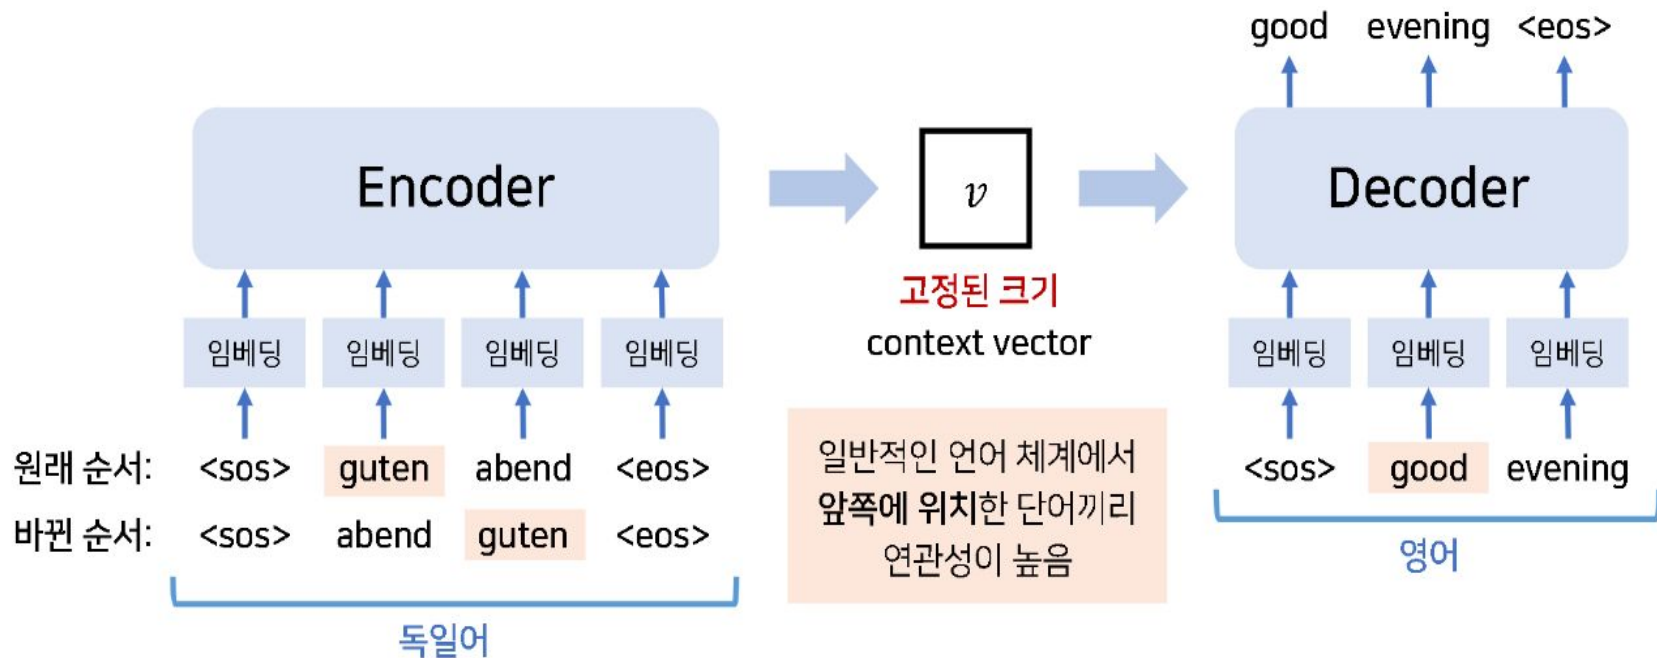 good evening <eos>
Encoder
v
Decoder
고정된 크기
context vector
임베딩 임베딩 임베딩 임베딩
임베딩 임베딩 임베딩
원래 순서: <sos> guten abend <eos>
바뀐 순서: <sos> abend guten <eos>
독일어
일반적인 언어 체계에서
앞쪽에 위치한 단어끼리
연관성이 높음
<sos> good evening
영어